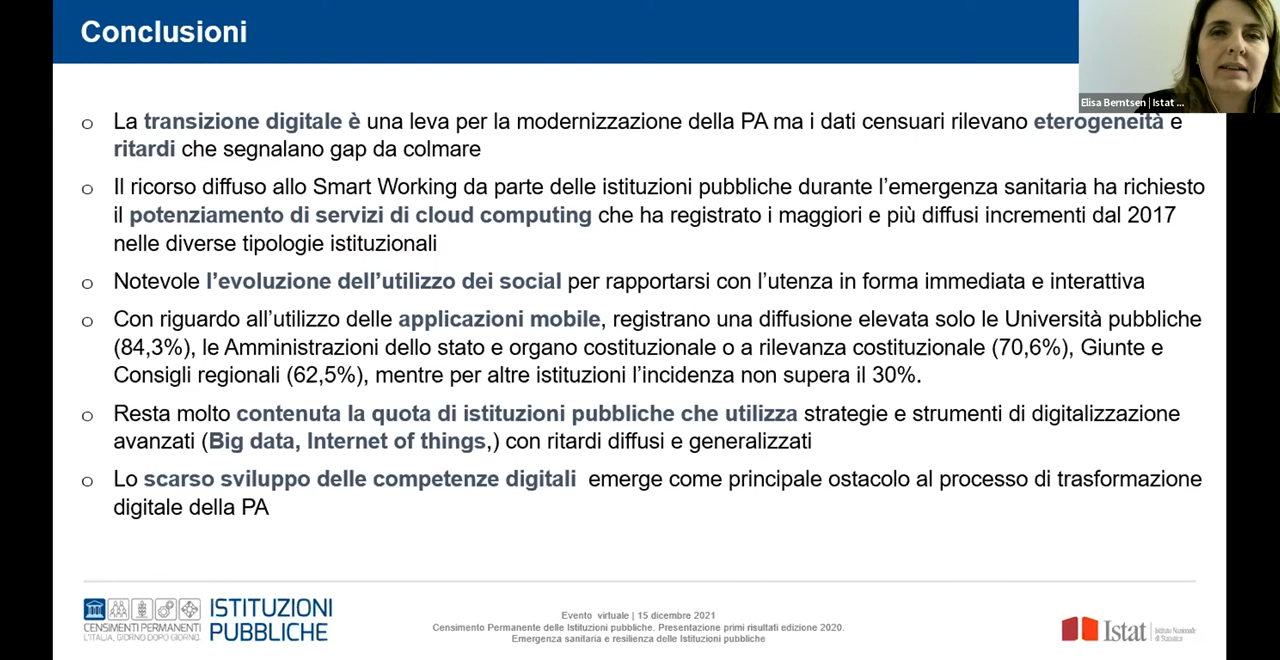 Conclusioni
Elisa Berntsen | Istat ...
o La transizione digitale è una leva per la modernizzazione della PA ma i dati censuari rilevano eterogeneità e
ritardi che segnalano gap da colmare
o Il ricorso diffuso allo Smart Working da parte delle istituzioni pubbliche durante l’emergenza sanitaria ha richiesto
il potenziamento di servizi di cloud computing che ha registrato i maggiori e più diffusi incrementi dal 2017
nelle diverse tipologie istituzionali
o Notevole l’evoluzione dell’utilizzo dei social per rapportarsi con l’utenza in forma immediata e interattiva
o Con riguardo all’utilizzo delle applicazioni mobile, registrano una diffusione elevata solo le Università pubbliche
(84,3%), le Amministrazioni dello stato e organo costituzionale o a rilevanza costituzionale (70,6%), Giunte e
Consigli regionali (62,5%), mentre per altre istituzioni l’incidenza non supera il 30%.
o Resta molto contenuta la quota di istituzioni pubbliche che utilizza strategie e strumenti di digitalizzazione
avanzati (Big data, Internet of things,) con ritardi diffusi e generalizzati
o Lo scarso sviluppo delle competenze digitali emerge come principale ostacolo al processo di trasformazione
digitale della PA
CENSIMENTI PERMANENTI
L'ITALIA, GIORNO DOPO GIORNO.
ISTITUZIONI
PUBBLICHE
Evento virtuale | 15 dicembre 2021
Censimento Permanente delle Istituzioni pubbliche. Presentazione primi risultati edizione 2020.
Emergenza sanitaria e resilienza delle Istituzioni pubbliche
Istat
Istituto Nazionale
di Statistica